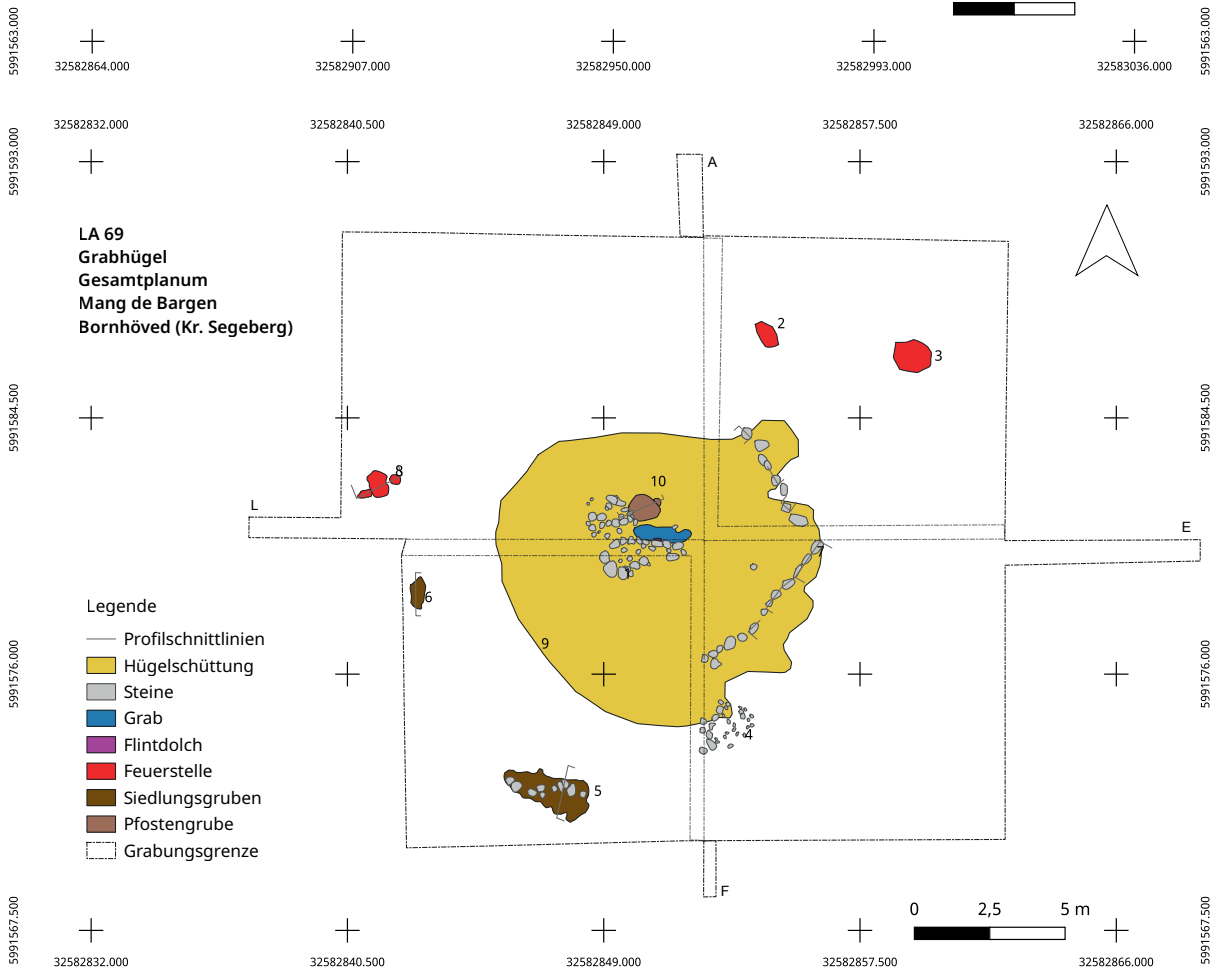 5991563.000
5991563.000
32582864.000 32582907.000 32582950.000 32582993.000 32583036.000
32582832.000 32582840.500 32582849.000 32582857.500 32582866.000
5991593.000
5991593.000
A
LA 69
Grabhügel
Gesamtplanum
Mang de Bargen
Bornhöved (Kr. Segeberg)
2
3
5991584.500
5991584.500
8
10
L
E
7
1
6
9
4
5
5991576.000
5991576.000
Legende
Profilschnittlinien
Hügelschüttung
Steine
Grab
Flintdolch
Feuerstelle
Siedlungsgruben
Pfostengrube
Grabungsgrenze
F
0 2,5 5 m
5991567.500
5991567.500
32582832.000 32582840.500 32582849.000 32582857.500 32582866.000